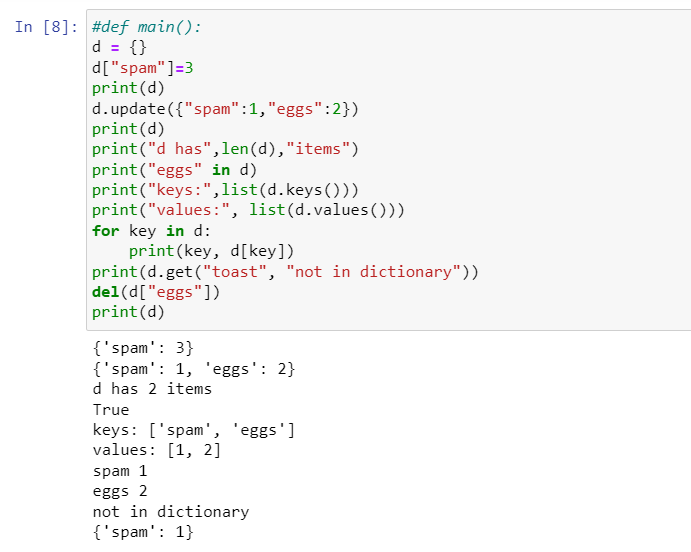 In [8]: #def main():
d = {}
d["spam"]=3
print(d)
d.update({"spam":1,"eggs":2})
print(d)
print("d has",len(d),"items")
print("eggs" in d)
print("keys:",list(d.keys()))
print("values:", list(d.values()))
for key in d:
    print(key, d[key])
print(d.get("toast", "not in dictionary"))
del(d["eggs"])
print(d)
{'spam': 3}
{'spam': 1, 'eggs': 2}
d has 2 items
True
keys: ['spam', 'eggs']
values: [1, 2]
spam 1
eggs 2
not in dictionary
{'spam': 1}